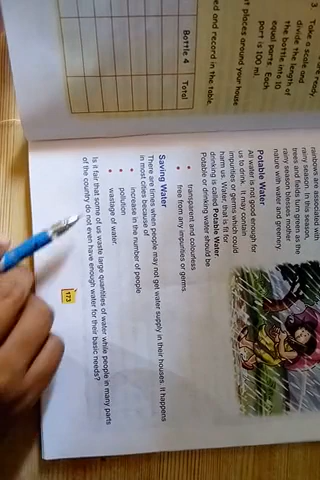 3 Take a scale and
divide the length of
the bottle into 10
equal parts. Each
part is 100 ml.
places around your house
and record in the table.
Bottle 4 Total
rainbows are associated with
rainy season. In this season
trees and fields turn green as the
rainy season blesses mother
nature with water and greenery.
Potable Water
All water is not good enough for
us to drink. It may contain
impurities or germs which could
harm us. Water, that is fit for
drinking is called Potable Water.
Potable or drinking water should be
• transparent and colourless
• free from any impurities or germs.
Saving Water
There are times when people may not get water supply in their houses. It happens
in most cities because of
• increase in the number of people
• pollution
• wastage of water.
Is it fair that some of us waste large quantities of water while people in many parts
of the country do not even have enough water for their basic needs?
173